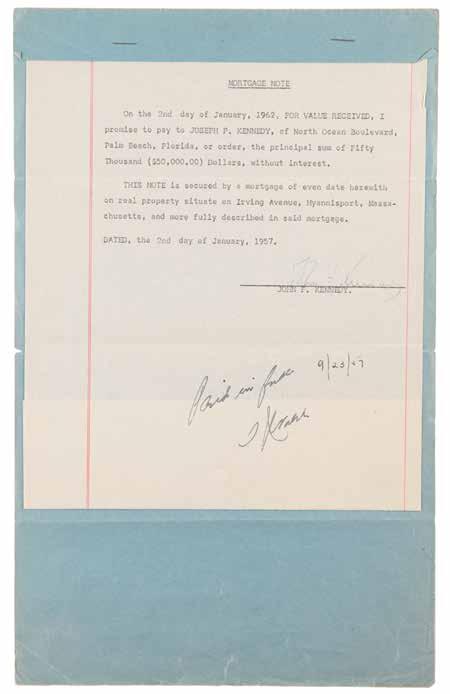 MORTGAGE NOTE
On the 2nd day of January, 1962, FOR VALUE RECEIVED, I
promise to pay to JOSEPH P. KENNEDY, of North Ocean Boulevard,
Palm Beach, Florida, or order, the principal sum of Fifty
Thousand ($50,000.00) Dollars, without interest.
THIS NOTE is secured by a mortgage of even date herewith
on real property situate on Irving Avenue, Hyannisport, Massa-
chusetts, and more fully described in said mortgage.
DATED, the 2nd day of January, 1957.
JOHN F. KENNEDY.
Paid in full